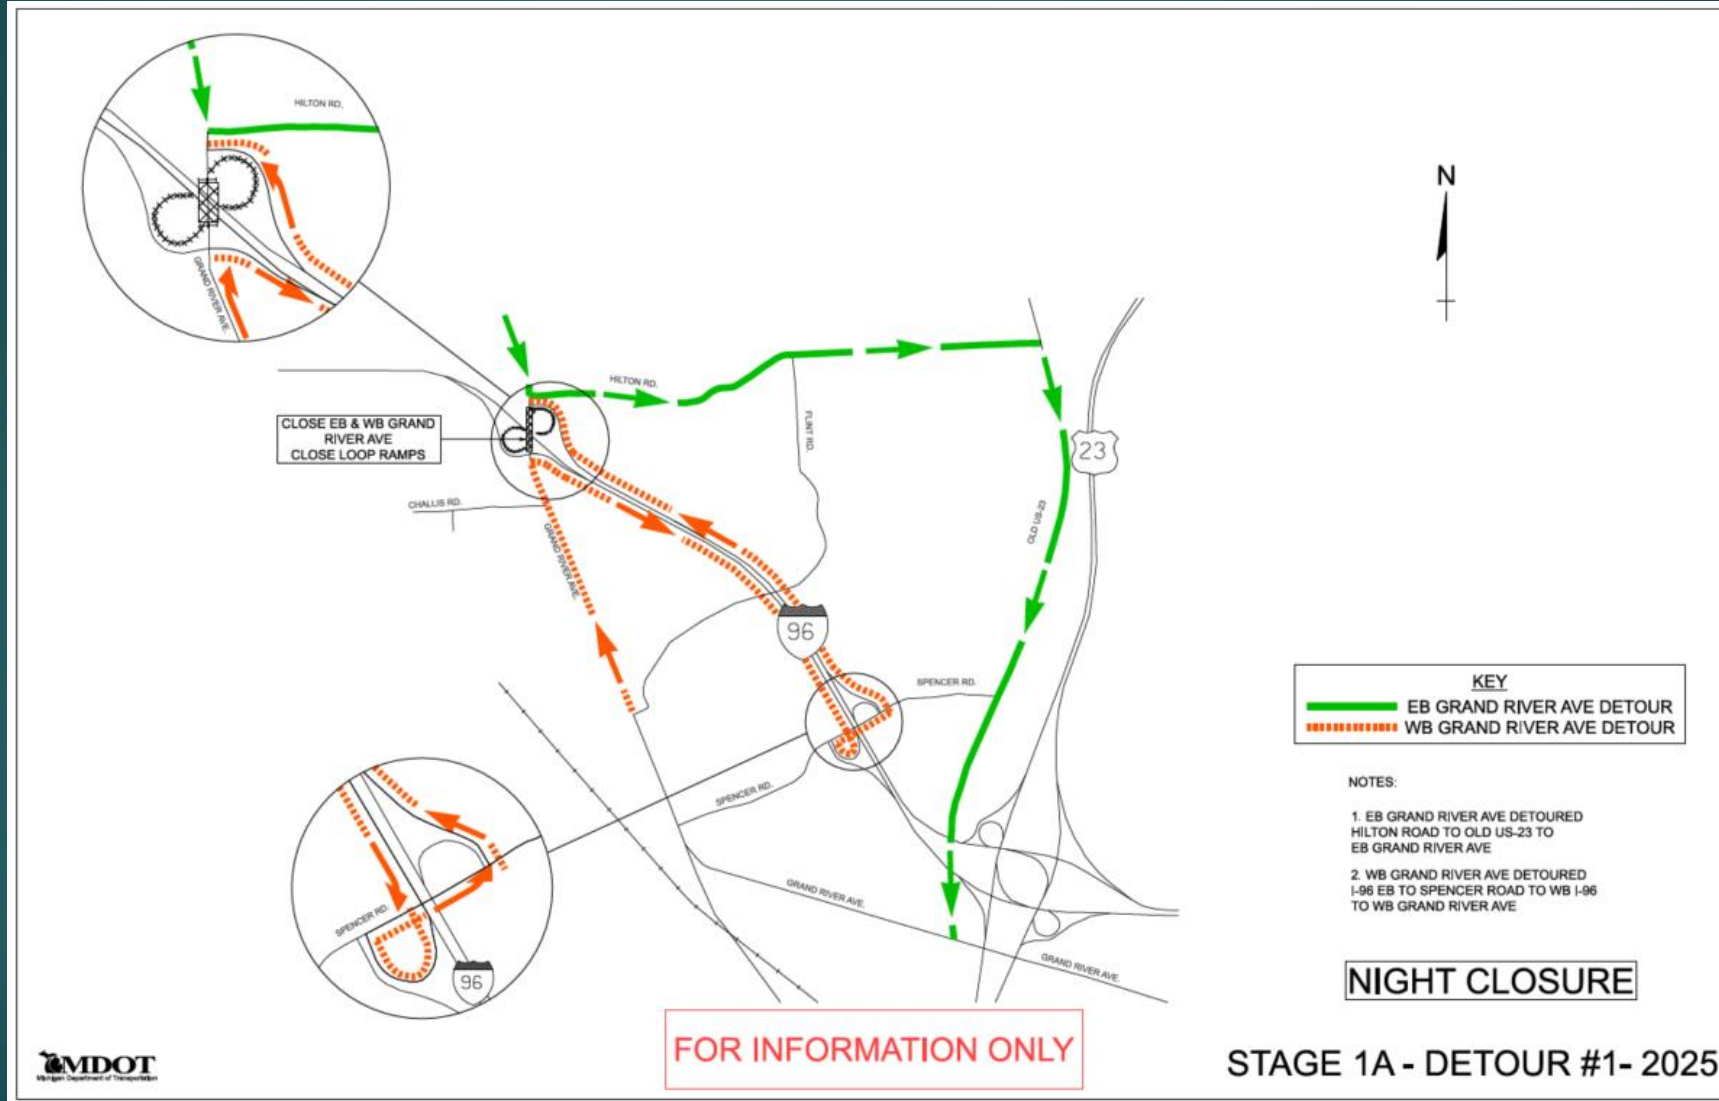 HILTON RD.
GRAND RIVER AVE.
N
HILTON RD.
CLOSE EB & WB GRAND
RIVER AVE
CLOSE LOOP RAMPS
FLINT RD.
23
CHALLIS RD.
OLD US-23
GRAND RIVER AVE.
96
SPENCER RD.
KEY
EB GRAND RIVER AVE DETOUR
WB GRAND RIVER AVE DETOUR
SPENCER RD.
NOTES:
1. EB GRAND RIVER AVE DETOURED
HILTON ROAD TO OLD US-23 TO
EB GRAND RIVER AVE
2. WB GRAND RIVER AVE DETOURED
I-96 EB TO SPENCER ROAD TO WB I-96
TO WB GRAND RIVER AVE
GRAND RIVER AVE.
SPENCER RD.
96
GRAND RIVER AVE
NIGHT CLOSURE
FOR INFORMATION ONLY
MDOT
Michigan Department of Transportation
STAGE 1A - DETOUR #1- 2025